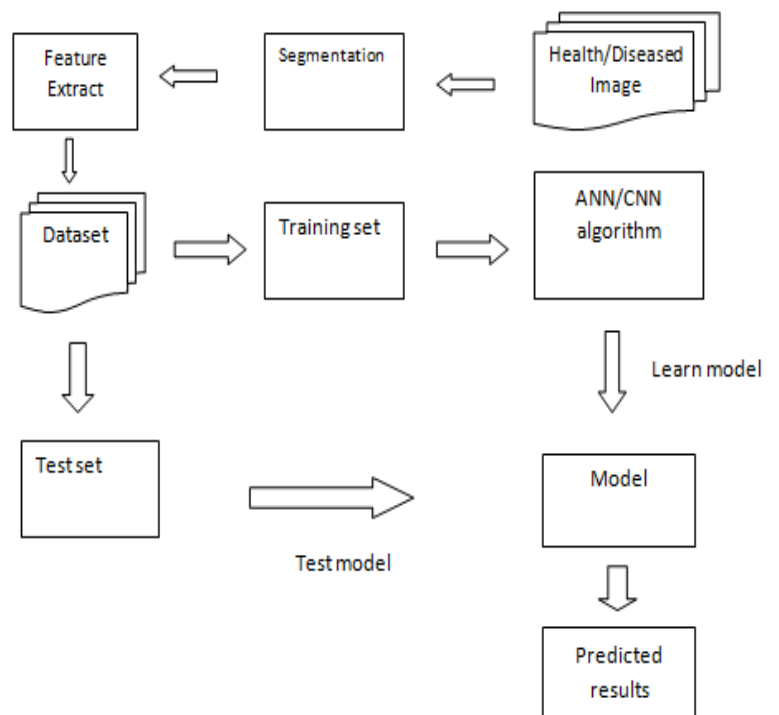 Feature
Extract
Segmentation
Health/Diseased
Image
Dataset
Training set
ANN/CNN
algorithm
Learn model
Test set
Model
Test model
Predicted
results